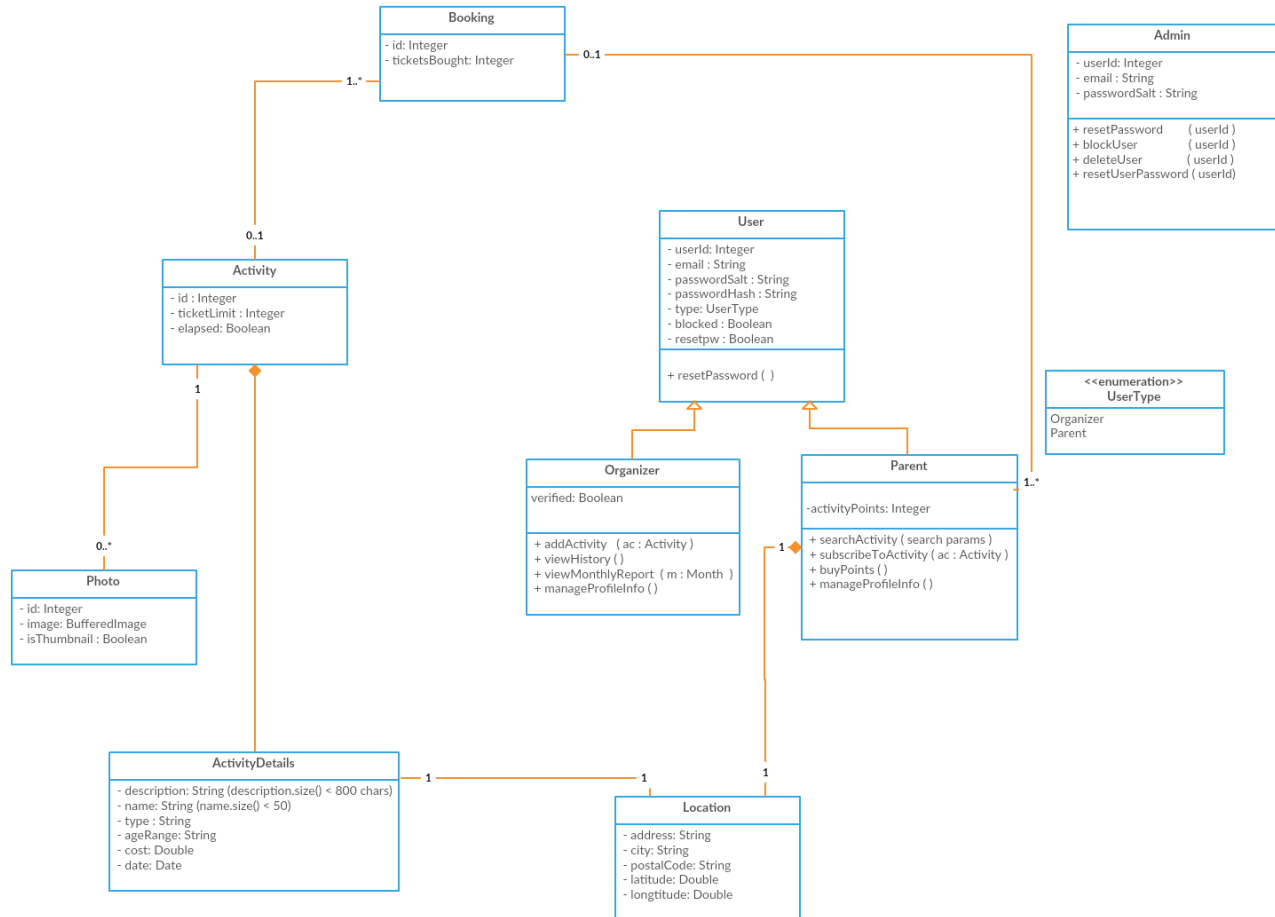 Booking
- id: Integer
- ticketsBought: Integer
0..1
1..*
Admin
- userId: Integer
- email : String
- passwordSalt : String
+ resetPassword ( userId )
+ blockUser ( userId )
+ deleteUser ( userId )
+ resetUserPassword ( userId)
0..1
Activity
- id : Integer
- ticketLimit : Integer
- elapsed: Boolean
User
- userId: Integer
- email : String
- passwordSalt : String
- passwordHash : String
- type: UserType
- blocked : Boolean
- resetpw : Boolean
+ resetPassword ( )
<<enumeration>>
UserType
Organizer
Parent
1
Organizer
verified: Boolean
+ addActivity ( ac : Activity )
+ viewHistory ( )
+ viewMonthlyReport ( m : Month )
+ manageProfileInfo ( )
Parent
-activityPoints: Integer
+ searchActivity ( search params )
+ subscribeToActivity ( ac : Activity )
+ buyPoints ( )
+ manageProfileInfo ( )
1..*
1
0..*
Photo
- id: Integer
- image: BufferedImage
- isThumbnail : Boolean
ActivityDetails
- description: String (description.size() < 800 chars)
- name: String (name.size() < 50)
- type : String
- ageRange: String
- cost: Double
- date: Date
1
1
1
Location
- address: String
- city: String
- postalCode: String
- latitude: Double
- longtitude: Double